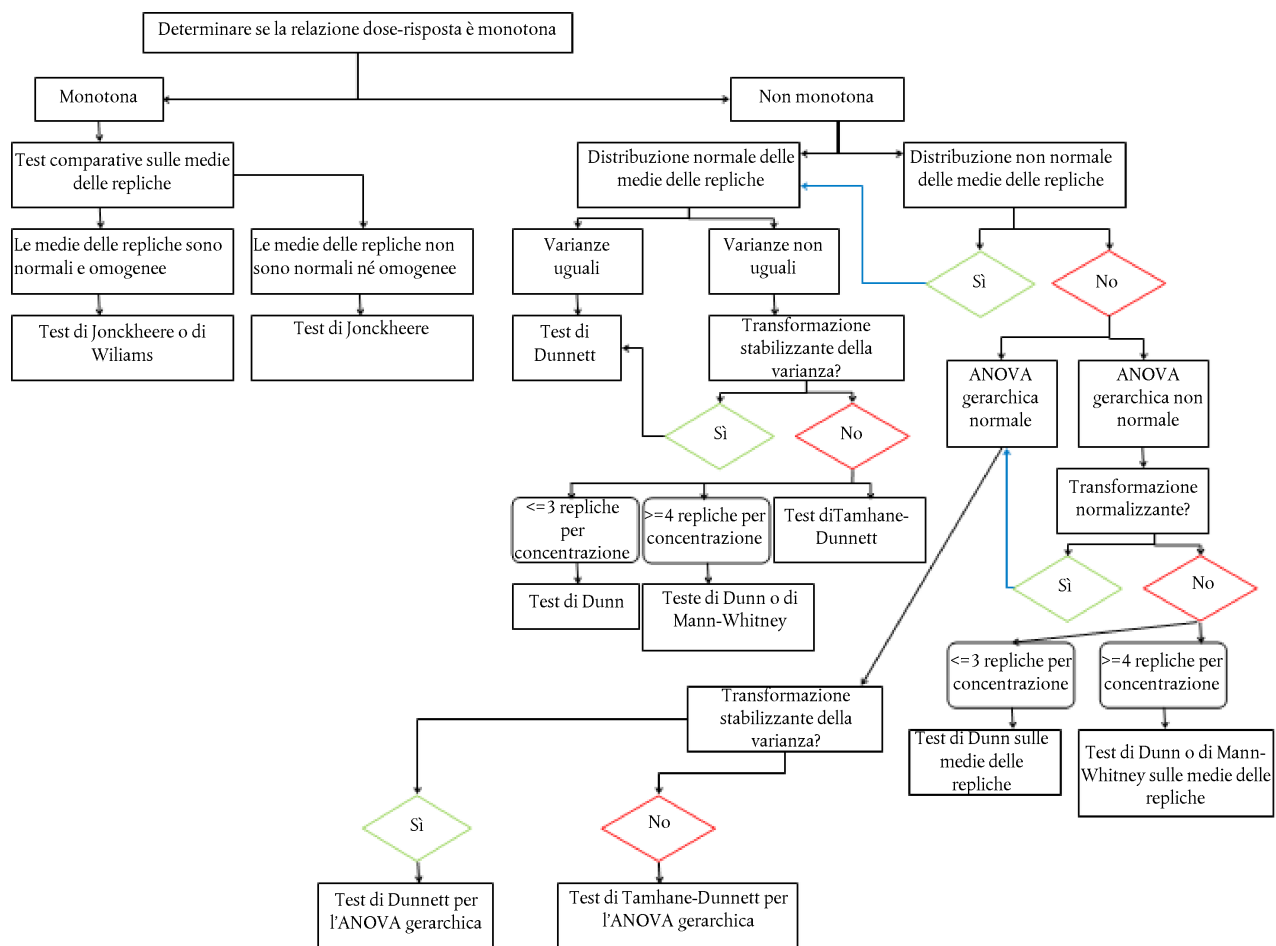 Determinare se la relazione dose-risposta è monotona
Monotona
Non monotona
Test comparative sulle medie
delle repliche
Distribuzione normale delle
medie delle repliche
Distribuzione non normale
delle medie delle repliche
Le medie delle repliche sono
normali e omogenee
Le medie delle repliche non
sono normali né omogenee
Varianze
uguali
Varianze non
uguali
Sì
No
Test di Jonckheere o di
Wiliams
Test di Jonckheere
Test di
Dunnett
Transformazione
stabilizzante della
varianza?
ANOVA
gerarchica
normale
ANOVA
gerarchica non
normale
Sì
No
Transformazione
normalizzante?
<=3 repliche
per
concentrazione
>=4 repliche per
concentrazione
Test diTamhane-
Dunnett
Sì
No
Test di Dunn
Teste di Dunn o di
Mann-Whitney
<=3 repliche per
concentrazione
>=4 repliche per
concentrazione
Transformazione
stabilizzante della
varianza?
Test di Dunn sulle
medie delle
repliche
Test di Dunn o di Mann-
Whitney sulle medie delle
repliche
Sì
No
Test di Dunnett per
l'ANOVA gerarchica
Test di Tamhane-Dunnett per
l'ANOVA gerarchica